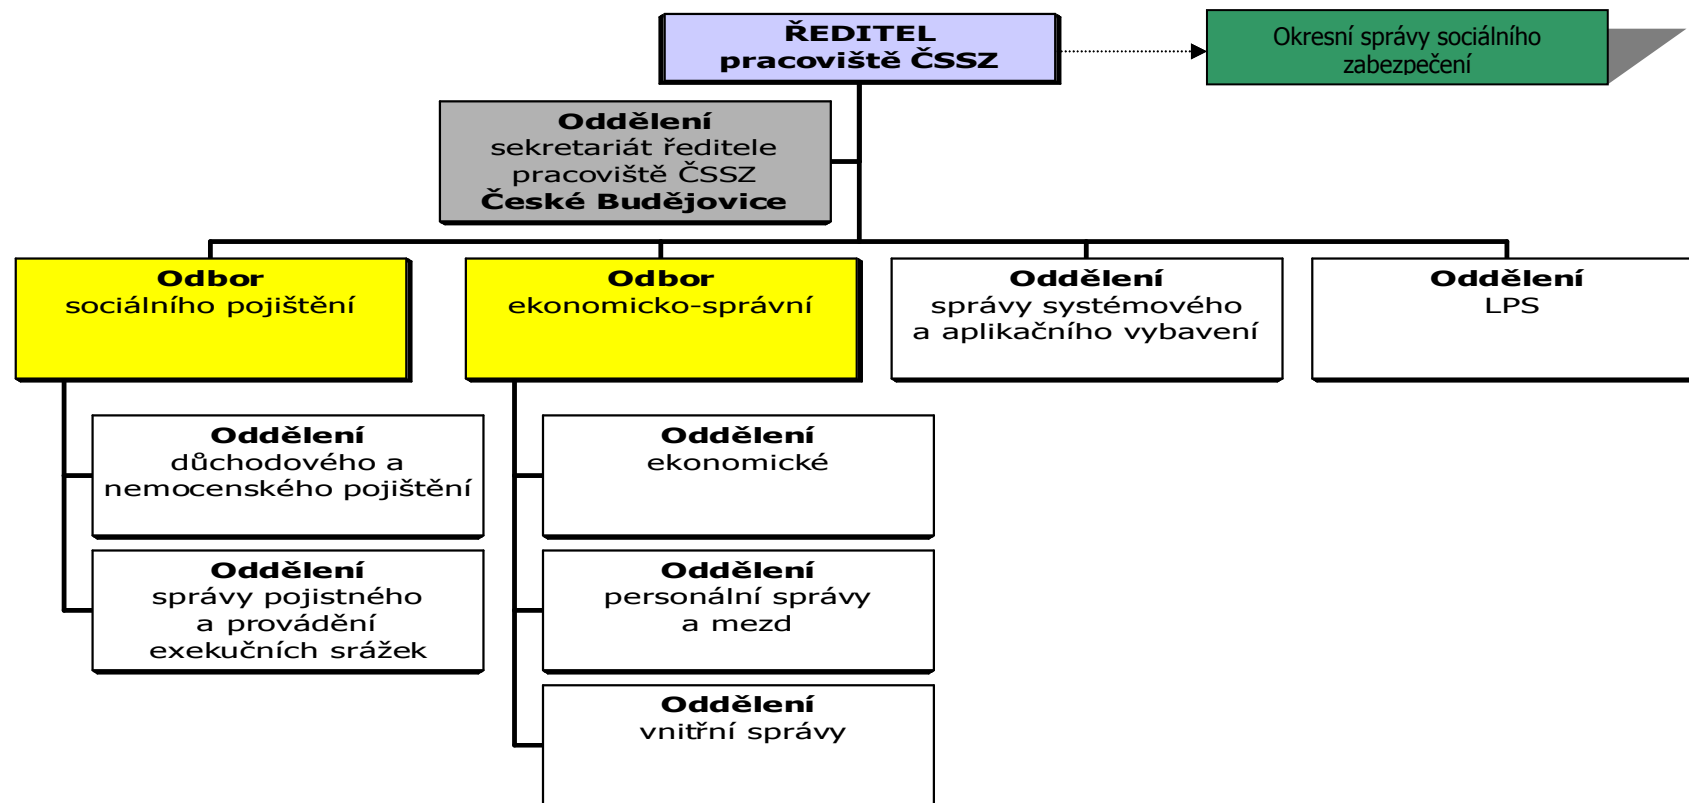 ŘEDITEL
pracoviště ČSSZ
Okresní správy sociálního
zabezpečení
Oddělení
sekretariát ředitele
pracoviště ČSSZ
České Budějovice
Odbor
sociálního pojištění
Odbor
ekonomicko-správní
Oddělení
správy systémového
a aplikačního vybavení
Oddělení
LPS
Oddělení
důchodového a
nemocenského pojištění
Oddělení
ekonomické
Oddělení
správy pojistného
a provádění
exekučních srážek
Oddělení
personální správy
a mezd
Oddělení
vnitřní správy